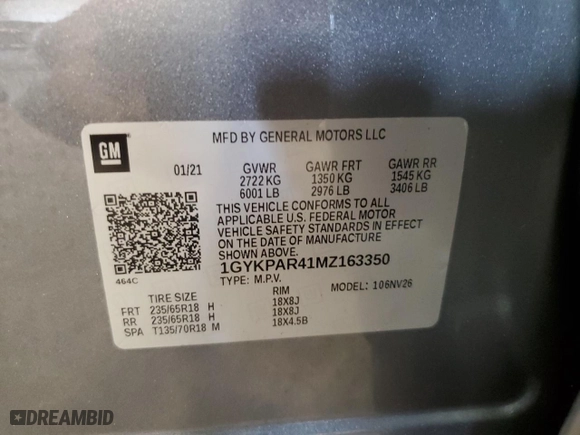 GM
MFD BY GENERAL MOTORS LLC
01/21 GVWR GAWR FRT GAWR RR
2722 KG 1350 KG 1545 KG
6001 LB 2976 LB 3406 LB
THIS VEHICLE CONFORMS TO ALL
APPLICABLE U.S. FEDERAL MOTOR
VEHICLE SAFETY STANDARDS IN EFFECT
ON THE DATE OF MANUFACTURE
SHOWN ABOVE.
1GYKPAR41MZ163350
464C TYPE: M.P.V. MODEL: 106NV26
TIRE SIZE RIM
FRT 235/65R18 H 18X8J
RR 235/65R18 H 18X8J
SPA T135/70R18 M 18X4.5B
DREAMBID